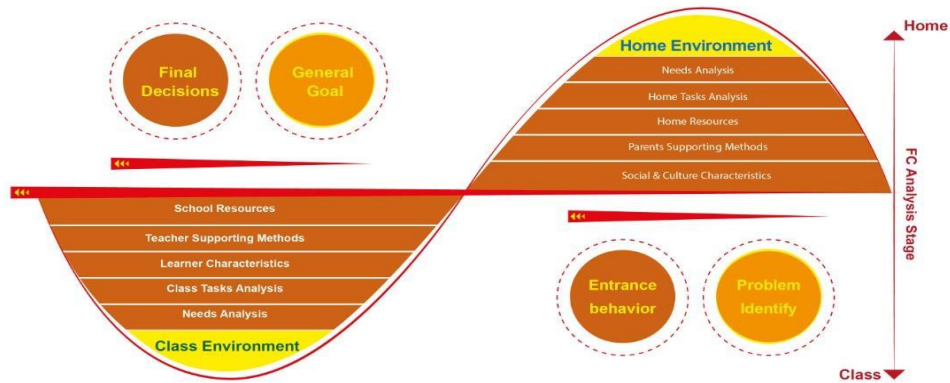 Final
Decisions
General
Goal
Home Environment
Needs Analysis
Home Tasks Analysis
Home Resources
Parents Supporting Methods
Social & Culture Characteristics
Home
FC Analysis Stage
Class
School Resources
Teacher Supporting Methods
Learner Characteristics
Class Tasks Analysis
Needs Analysis
Class Environment
Entrance
behavior
Problem
Identify